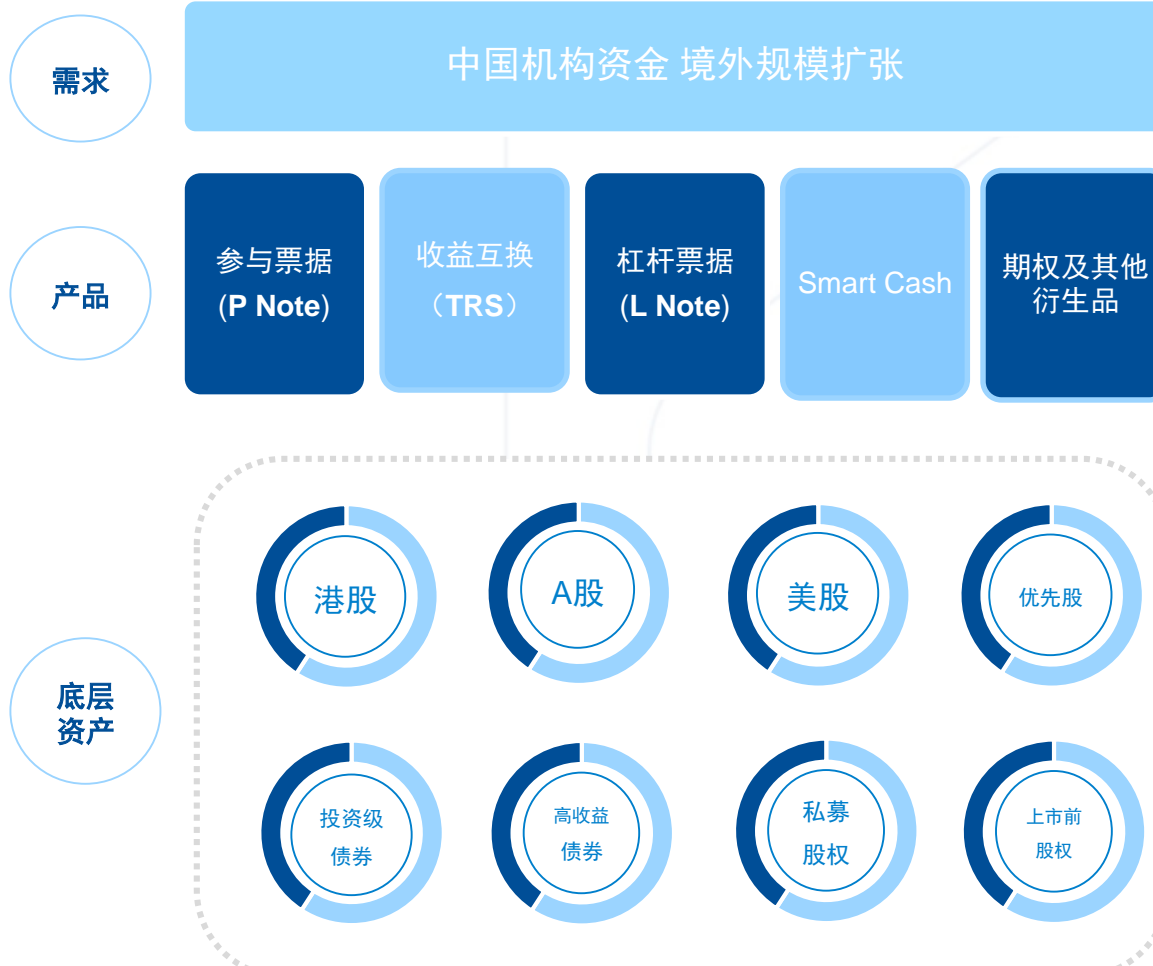 需求
中国机构资金 境外规模扩张
产品
参与票据
(P Note)
收益互换
（TRS）
杠杆票据
(L Note)
Smart Cash
期权及其他
衍生品
底层
资产
港股
A股
美股
优先股
投资级
债券
高收益
债券
私募
股权
上市前
股权